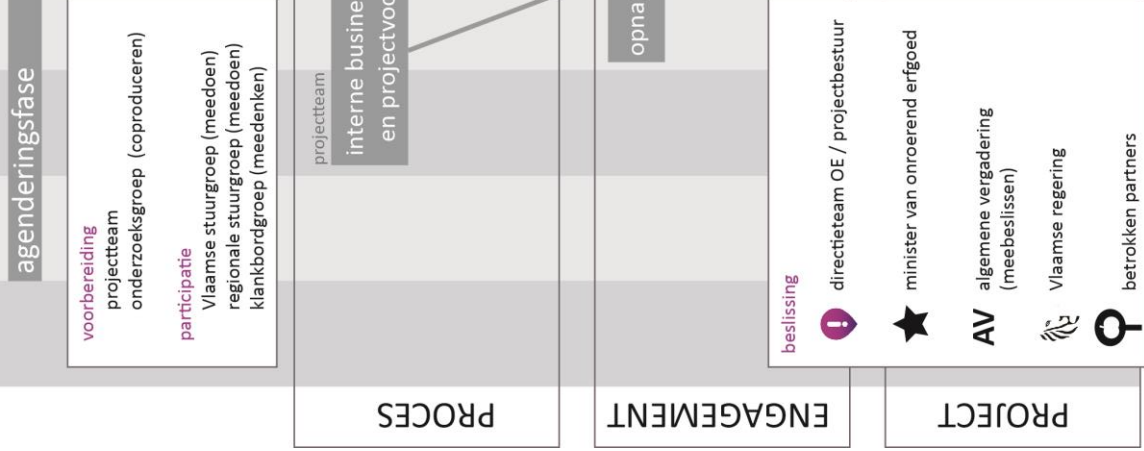 agenderingsfase
voorbereiding
projectteam
onderzoeksgroep (coproduceren)
participatie
Vlaamse stuurgroep (meedoen)
regionale stuurgroep (meedoen)
klankbordgroep (meedenken)
PROCES
projectteam
interne busine
en projectvoo
ENGAGEMENT
opna
beslissing
directieteam OE / projectbestuur
minister van onroerend erfgoed
AV
algemene vergadering
(meebeslissen)
Vlaamse regering
betrokken partners
PROJECT